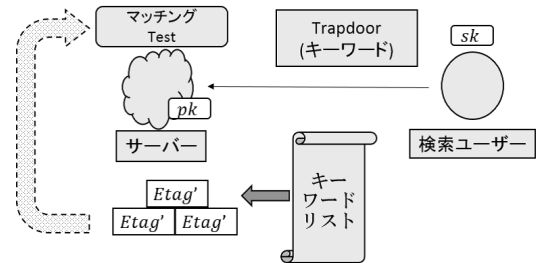 マッチング
Test
Trapdoor
(キーワード)
sk
pk
サーバー
検索ユーザー
Etag'
Etag' Etag'
キー
ワード
リスト